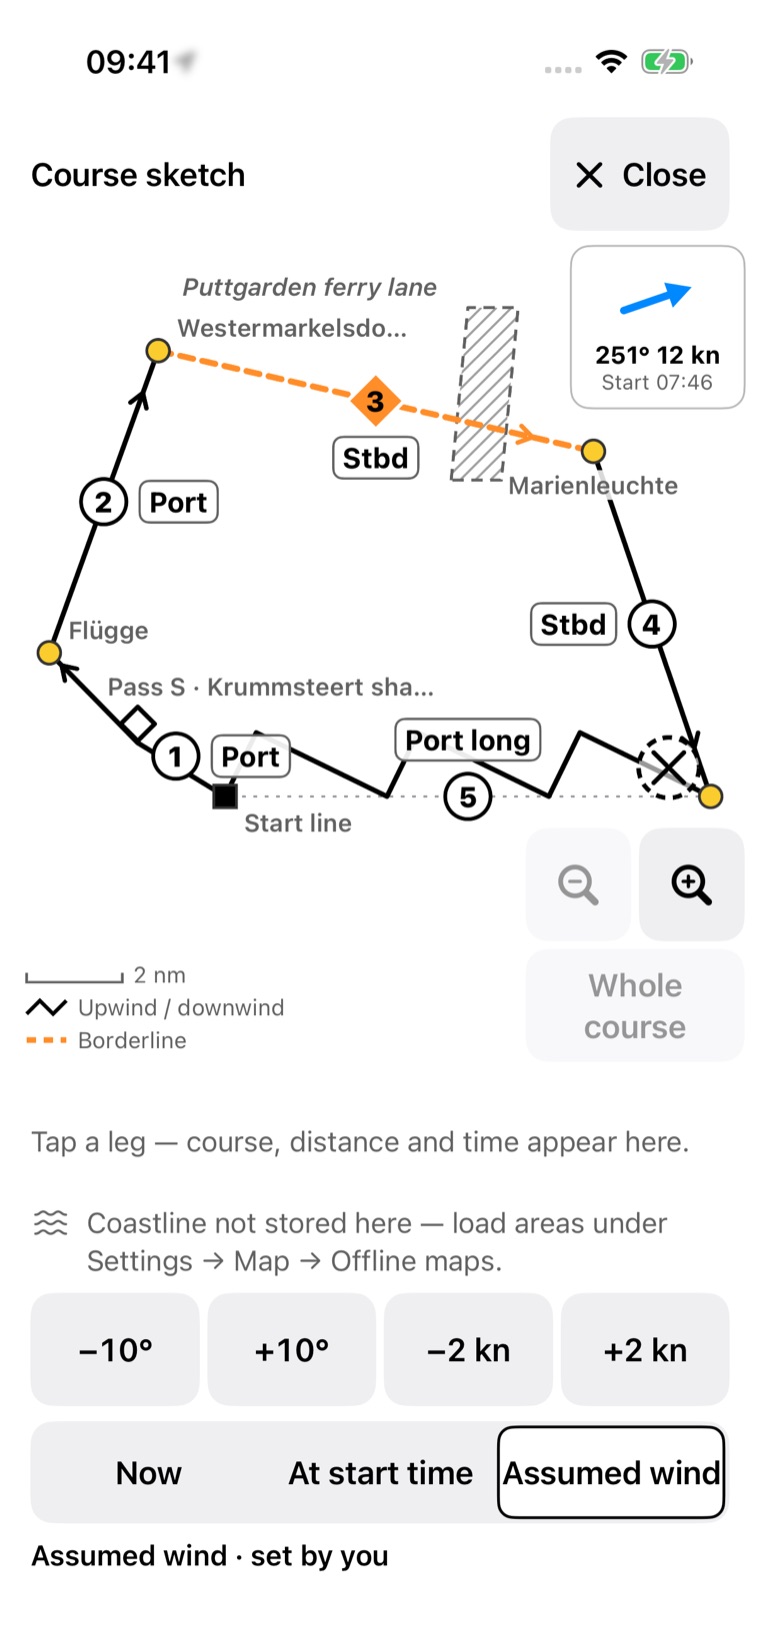 09:41
Course sketch
Close
Puttgarden ferry lane
Westermarkelsdo...
251° 12 kn
Start 07:46
3
Stbd
Marienleuchte
2
Port
Stbd
4
Flügge
Pass S · Krummsteert sha...
1
Port
Port long
5
Start line
2 nm
Upwind / downwind
Borderline
Whole
course
Tap a leg — course, distance and time appear here.
Coastline not stored here — load areas under
Settings → Map → Offline maps.
−10°
+10°
−2 kn
+2 kn
Now
At start time
Assumed wind
Assumed wind · set by you